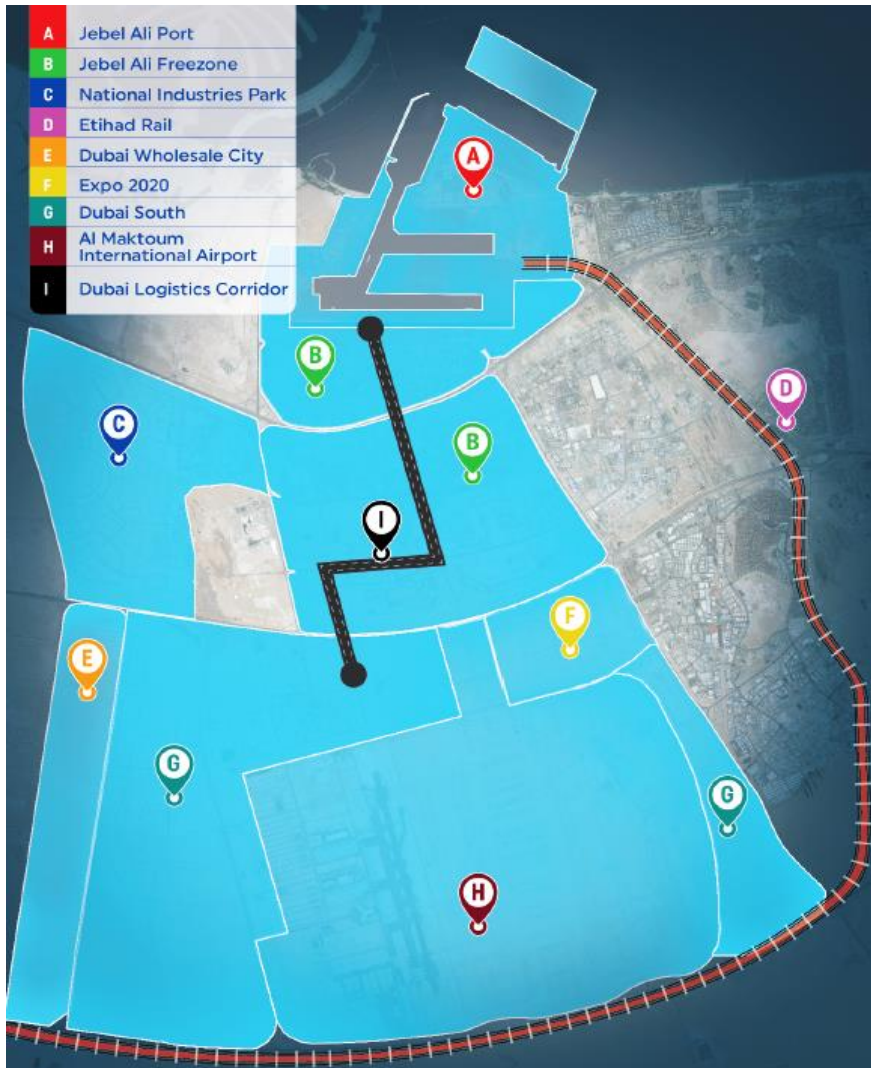 A Jebel Ali Port
B Jebel Ali Freezone
C National Industries Park
D Etihad Rail
E Dubai Wholesale City
F Expo 2020
G Dubai South
H Al Maktoum
International Airport
I Dubai Logistics Corridor
A
B
D
C
B
I
F
E
G
G
H